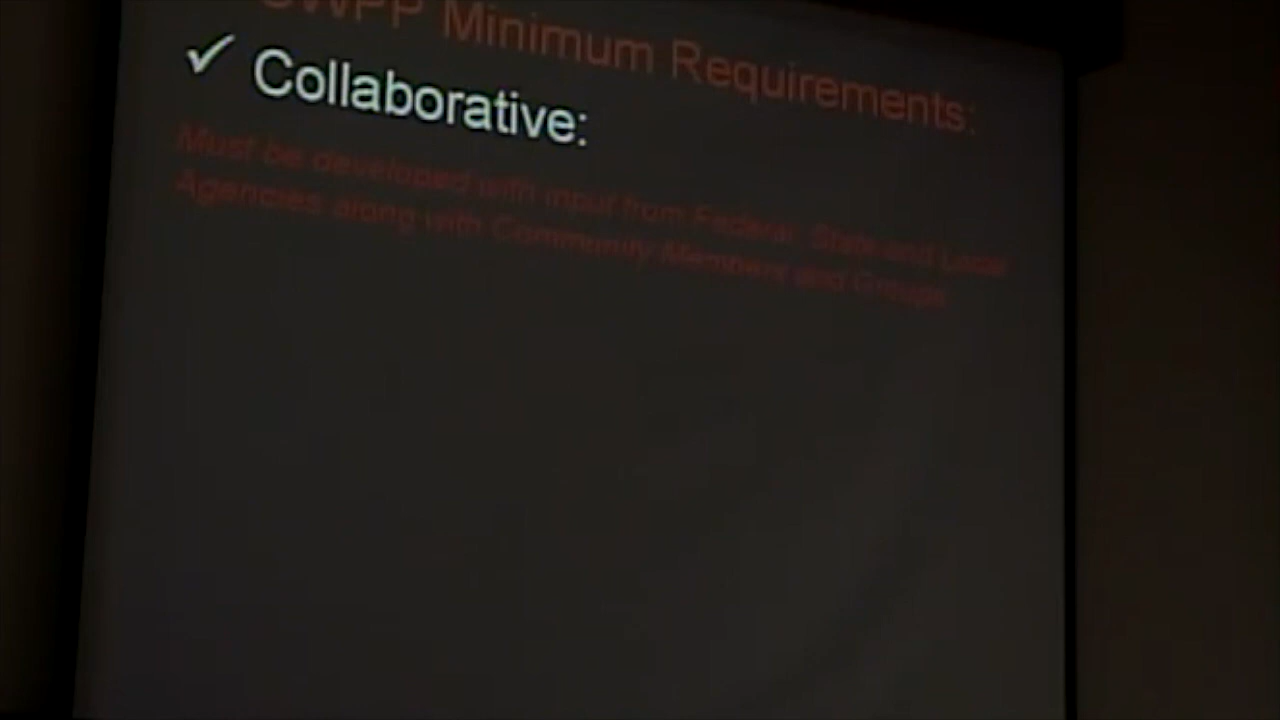 CWPP Minimum Requirements:
✓ Collaborative:
Must be developed with input from Federal, State and Local
Agencies along with Community Members and Groups